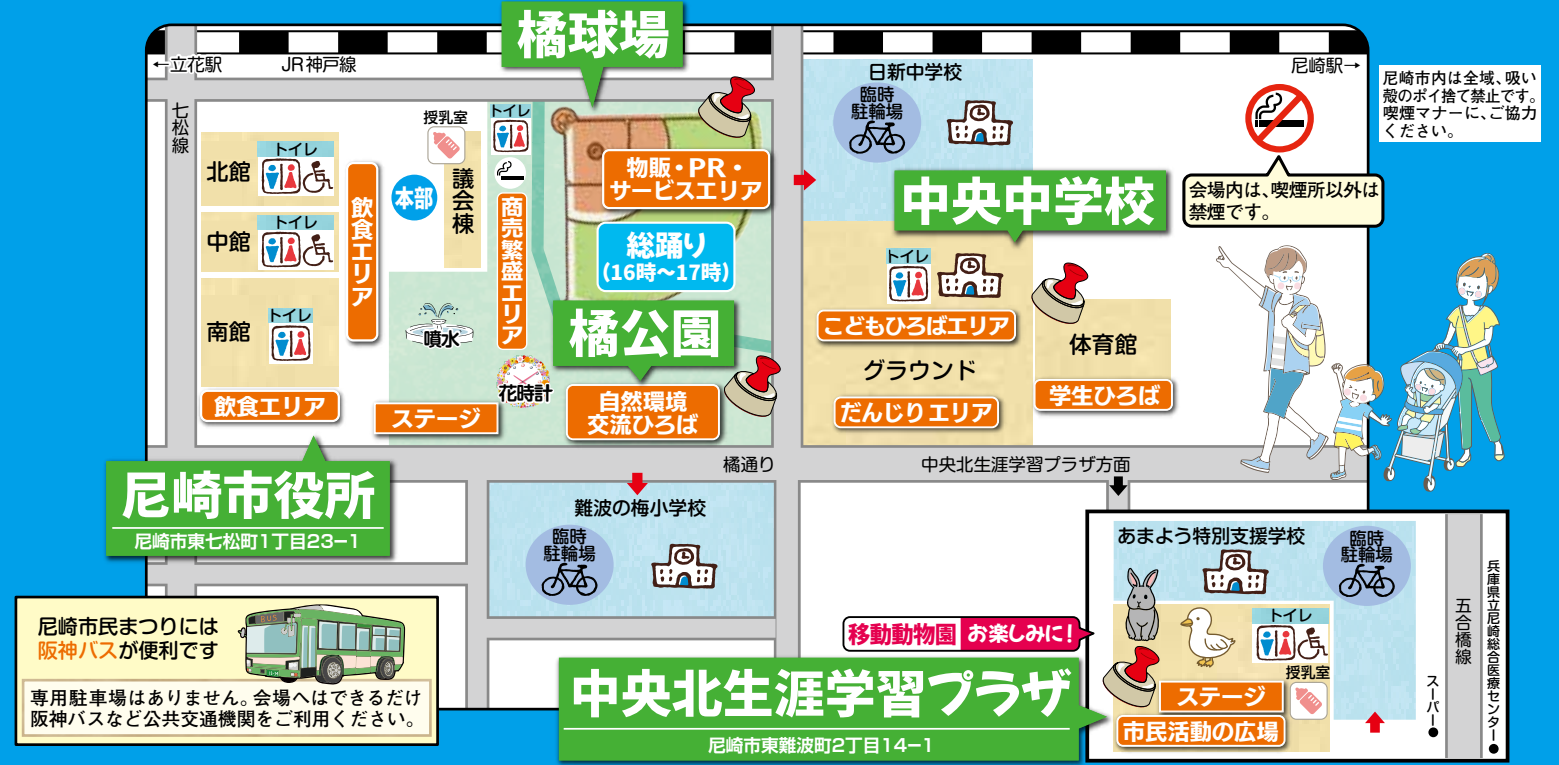 橘球場
←立花駅
JR神戸線
尼崎駅→
七松線
北館
トイレ
中館
トイレ
南館
トイレ
飲食エリア
飲食エリア
授乳室
本部
議会棟
トイレ
商売繁盛エリア
噴水
花時計
ステージ
物販・PR・
サービスエリア
総踊り
(16時〜17時)
橘公園
自然環境
交流ひろば
日新中学校
臨時
駐輪場
中央中学校
トイレ
こどもひろばエリア
グラウンド
だんじりエリア
体育館
学生ひろば
会場内は、喫煙所以外は
禁煙です。
尼崎市内は全域、吸い
殻のポイ捨て禁止です。
喫煙マナーに、ご協力
ください。
橘通り
中央北生涯学習プラザ方面
尼崎市役所
尼崎市東七松町1丁目23−1
難波の梅小学校
臨時
駐輪場
尼崎市民まつりには
阪神バスが便利です
BUS
専用駐車場はありません。会場へはできるだけ
阪神バスなど公共交通機関をご利用ください。
移動動物園 お楽しみに!
中央北生涯学習プラザ
尼崎市東難波町2丁目14−1
あまよう特別支援学校
臨時
駐輪場
トイレ
授乳室
ステージ
市民活動の広場
スーパー●
五合橋線
兵庫県立尼崎総合医療センター●